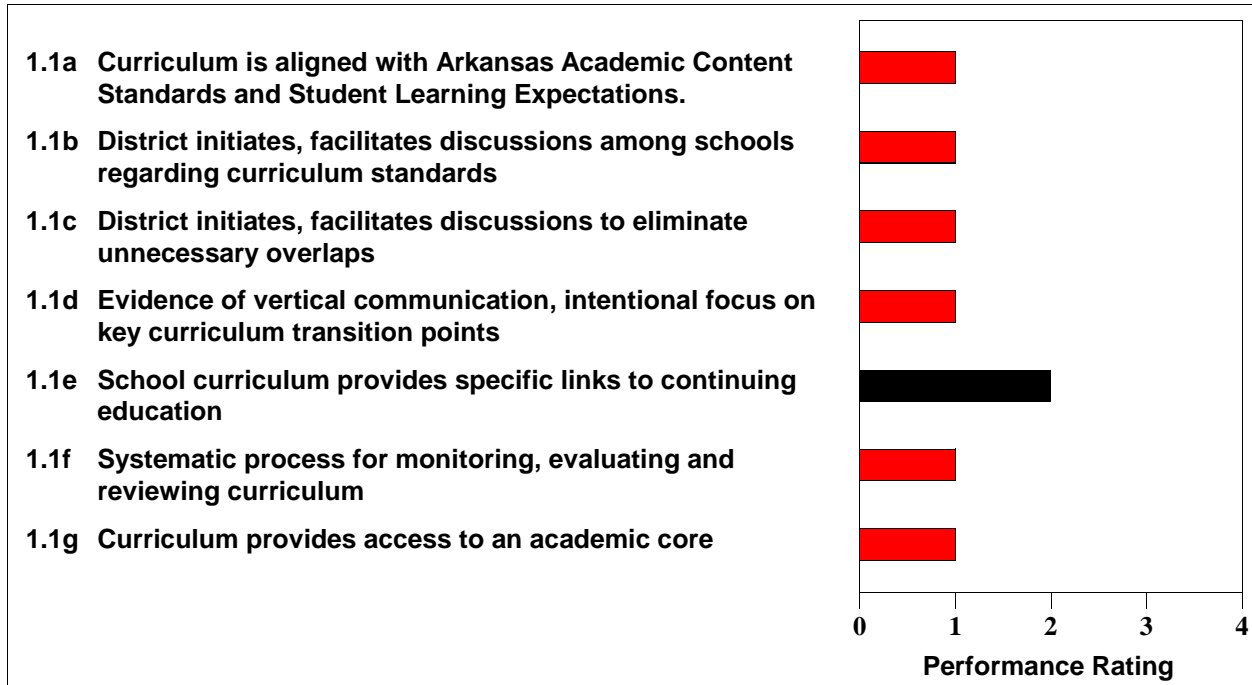 1.1a Curriculum is aligned with Arkansas Academic Content
Standards and Student Learning Expectations.
1.1b District initiates, facilitates discussions among schools
regarding curriculum standards
1.1c District initiates, facilitates discussions to eliminate
unnecessary overlaps
1.1d Evidence of vertical communication, intentional focus on
key curriculum transition points
1.1e School curriculum provides specific links to continuing
education
1.1f Systematic process for monitoring, evaluating and
reviewing curriculum
1.1g Curriculum provides access to an academic core
0 1 2 3 4
Performance Rating